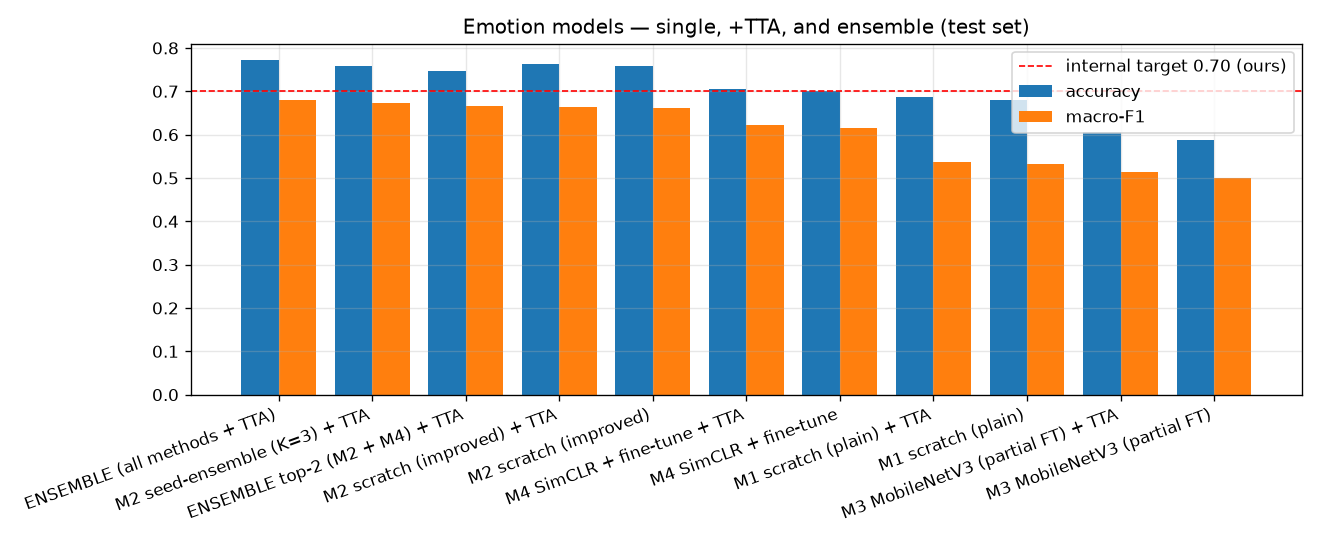 Emotion models — single, +TTA, and ensemble (test set)
internal target 0.70 (ours)
accuracy
macro-F1
0.8
0.7
0.6
0.5
0.4
0.3
0.2
0.1
0.0
ENSEMBLE (all methods + TTA)
M2 seed-ensemble (K=3) + TTA
ENSEMBLE top-2 (M2 + M4) + TTA
M2 scratch (improved) + TTA
M2 scratch (improved)
M4 SimCLR + fine-tune + TTA
M4 SimCLR + fine-tune
M1 scratch (plain) + TTA
M1 scratch (plain)
M3 MobileNetV3 (partial FT) + TTA
M3 MobileNetV3 (partial FT)